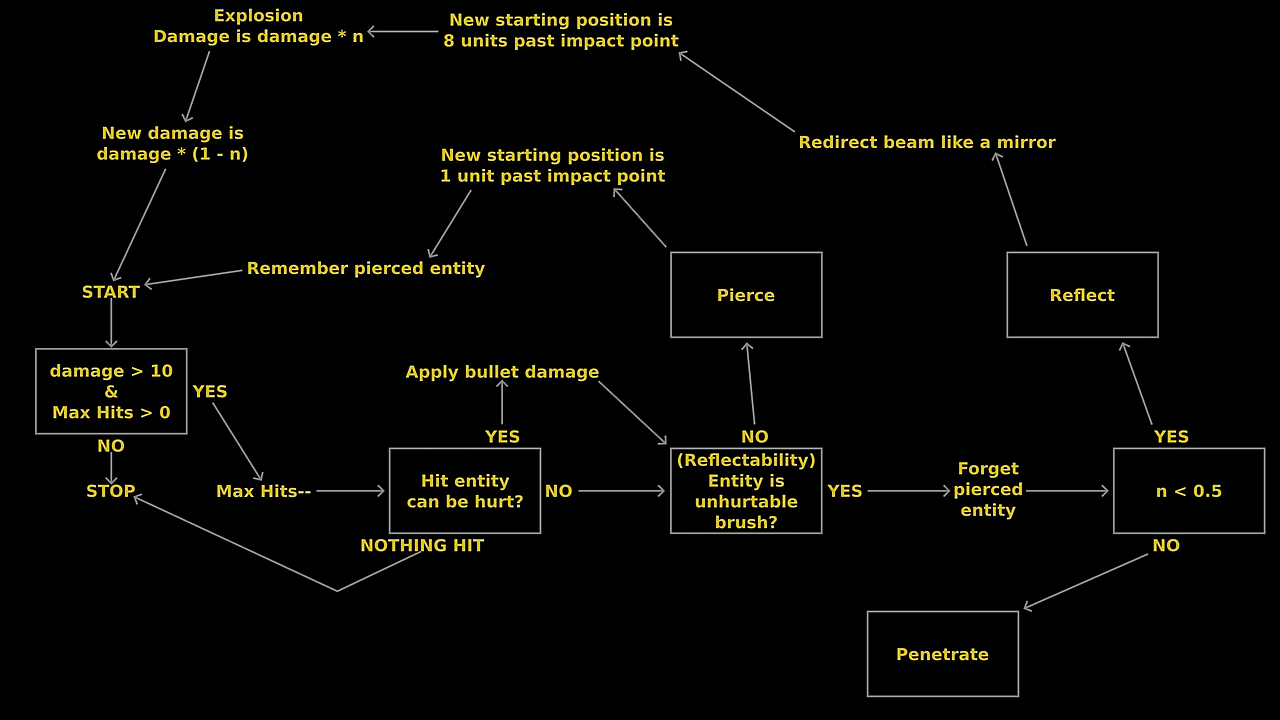 Explosion
Damage is damage * n
New starting position is
8 units past impact point
New damage is
damage * (1 - n)
Redirect beam like a mirror
New starting position is
1 unit past impact point
Remember pierced entity
START
Pierce
Reflect
damage > 10
&
Max Hits > 0
YES
NO
STOP
Apply bullet damage
YES
Max Hits--
Hit entity
can be hurt?
NO
NOTHING HIT
NO
(Reflectability)
Entity is
unhurtable
brush?
YES
Forget
pierced
entity
YES
n < 0.5
NO
Penetrate